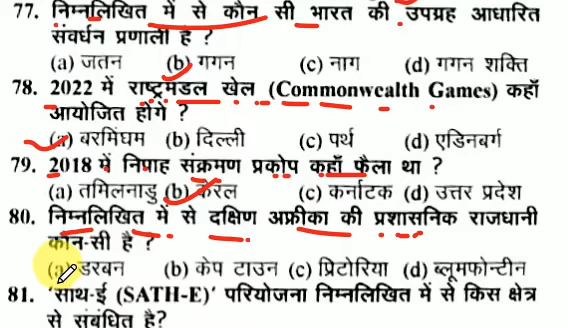 77. निम्नलिखित में से कौन सी भारत की उपग्रह आधारित
संवर्धन प्रणाली है ?
(a) जतन (b) गगन (c) नाग (d) गगन शक्ति
78. 2022 में राष्ट्रमंडल खेल (Commonwealth Games) कहाँ
आयोजित होंगे ?
(a) बरमिंघम (b) दिल्ली (c) पर्थ (d) एडिनबर्ग
79. 2018 में निपाह संक्रमण प्रकोप कहाँ फैला था ?
(a) तमिलनाडु (b) केरल (c) कर्नाटक (d) उत्तर प्रदेश
80. निम्नलिखित में से दक्षिण अफ्रीका की प्रशासनिक राजधानी
कौन-सी है ?
(a) डरबन (b) केप टाउन (c) प्रिटोरिया (d) ब्लूमफोन्टीन
81. 'साथ-ई (SATH-E)' परियोजना निम्नलिखित में से किस क्षेत्र
से संबंधित है?